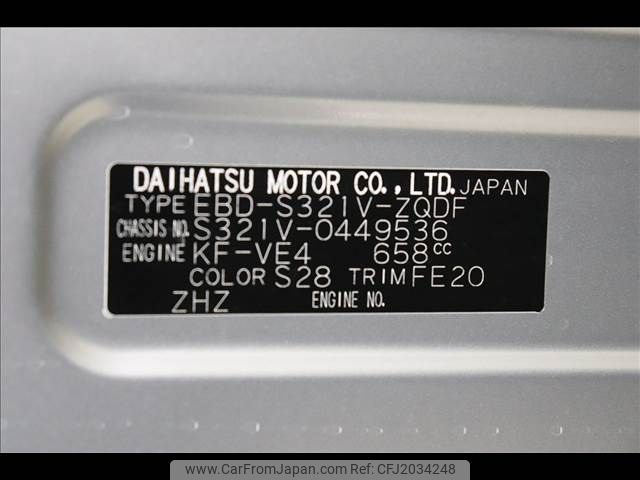 DAIHATSU MOTOR CO.,LTD. JAPAN
TYPE EBD-S321V-ZQDF
CHASSIS NO. S321V-0449536
ENGINE KF-VE4 658cc
COLOR S28 TRIM FE20
ZHZ ENGINE NO.
www.CarFromJapan.com CFJ2034248